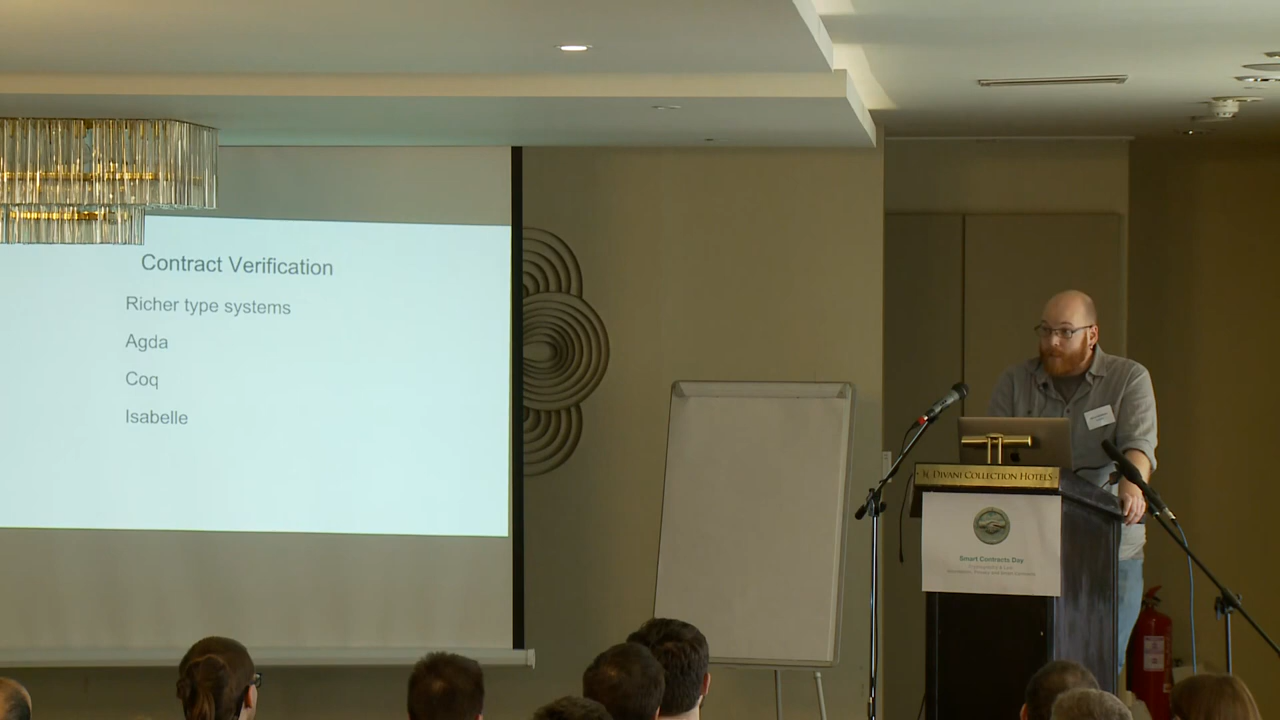 Contract Verification
Richer type systems
Agda
Coq
Isabelle
DIVANI COLLECTION HOTELS
Smart Contracts Day